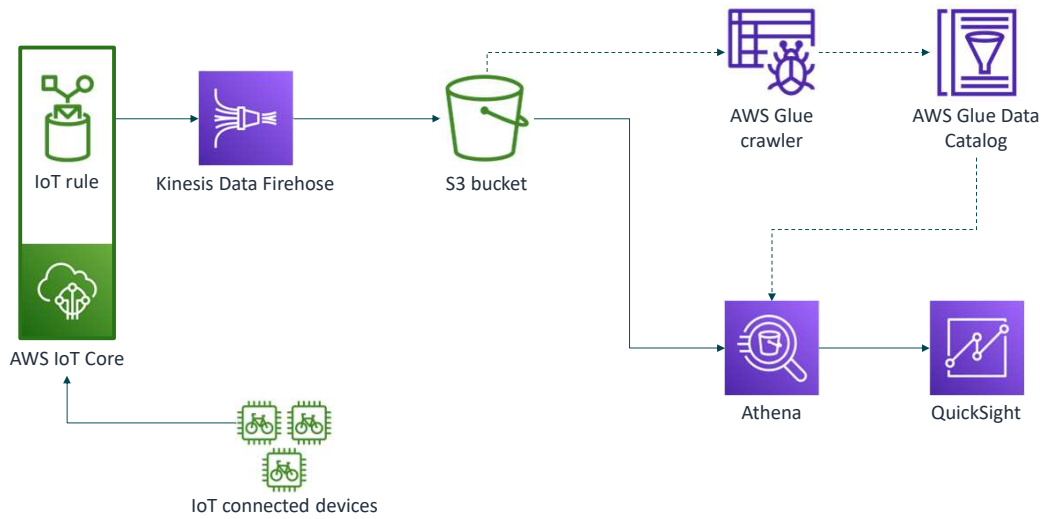 IoT rule
AWS IoT Core
Kinesis Data Firehose
S3 bucket
AWS Glue
crawler
AWS Glue Data
Catalog
Athena
QuickSight
IoT connected devices